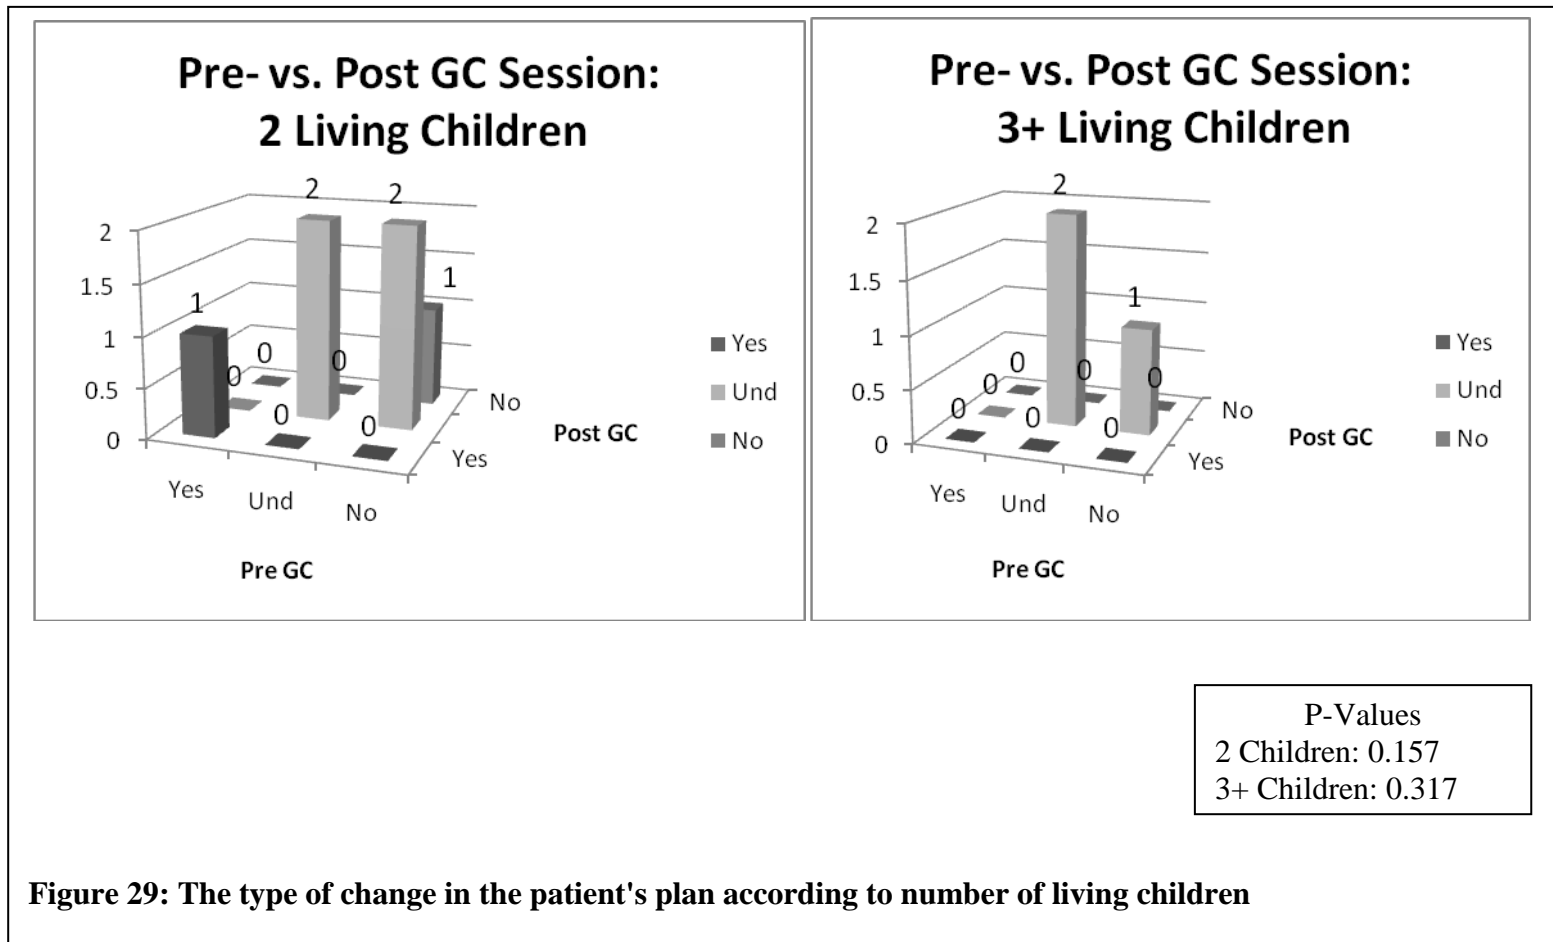 Pre- vs. Post GC Session:
2 Living Children
2
1.5
1
0.5
0
1
2
2
1
0
0
0
0
0
Yes
Und
No
Yes
No
Pre GC
Post GC
Yes
Und
No
Pre- vs. Post GC Session:
3+ Living Children
2
1.5
1
0.5
0
2
1
0
0
0
0
0
0
0
Yes
Und
No
Yes
No
Pre GC
Post GC
Yes
Und
No
P-Values
2 Children: 0.157
3+ Children: 0.317
Figure 29: The type of change in the patient's plan according to number of living children